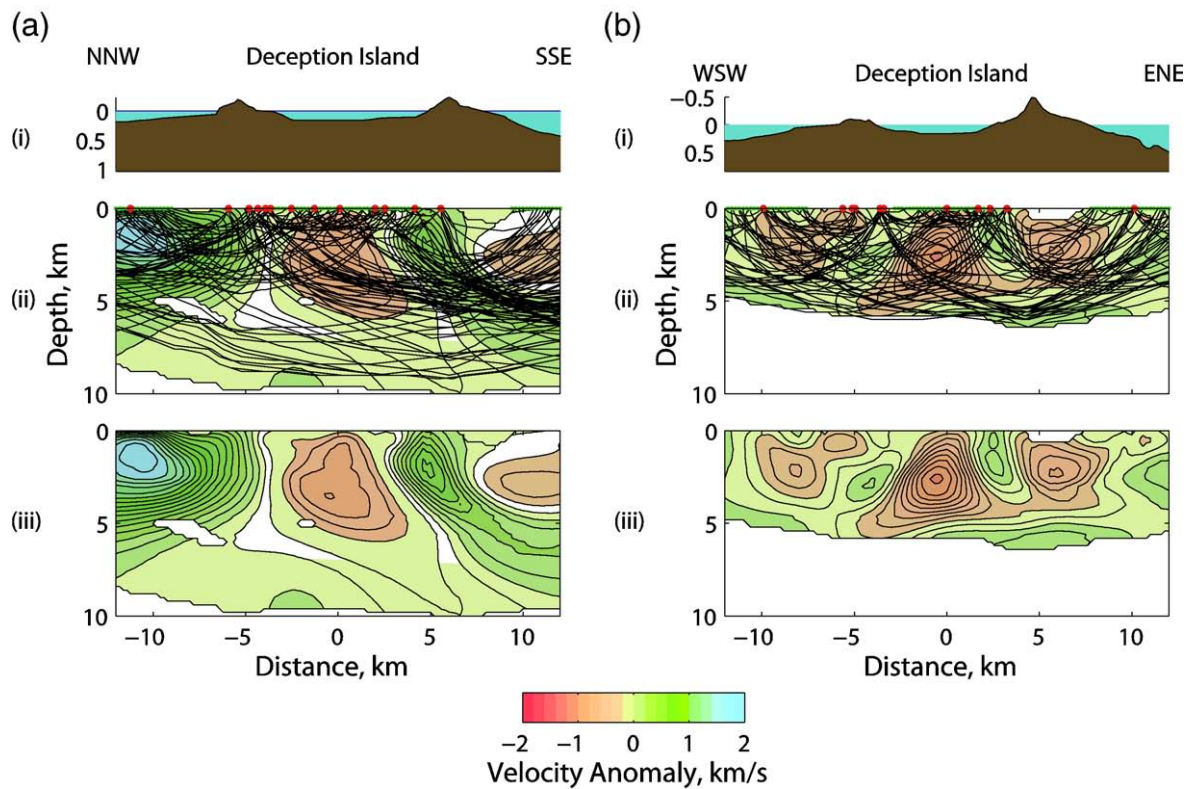 (a)
NNW Deception Island SSE
(i)
0
0.5
1
(ii)
0
5
10
Depth, km
(iii)
0
5
10
−10 −5 0 5 10
Distance, km
(b)
WSW Deception Island ENE
(i)
−0.5
0
0.5
(ii)
0
5
10
Depth, km
(iii)
0
5
10
−10 −5 0 5 10
Distance, km
−2 −1 0 1 2
Velocity Anomaly, km/s